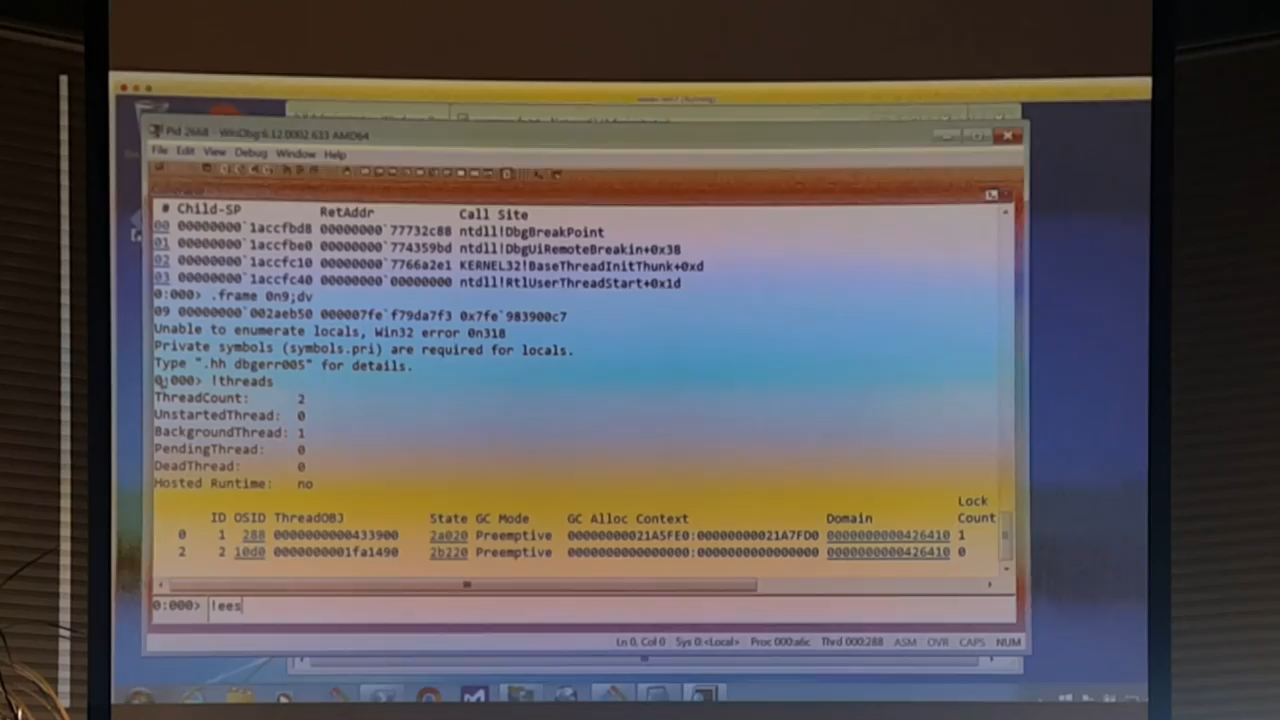 Pid 2668 - WinDbg:6.12.0002.633 AMD64
File Edit View Debug Window Help
# Child-SP RetAddr Call Site
00 00000000`1accfbd8 00000000`77732c88 ntdll!DbgBreakPoint
01 00000000`1accfbe0 00000000`774359bd ntdll!DbgUiRemoteBreakin+0x38
02 00000000`1accfc10 00000000`7766a2e1 KERNEL32!BaseThreadInitThunk+0xd
03 00000000`1accfc40 00000000`00000000 ntdll!RtlUserThreadStart+0x1d
0:000> .frame 0n9;dv
09 00000000`002aeb50 000007fe`f79da7f3 0x7fe`983900c7
Unable to enumerate locals, Win32 error 0n318
Private symbols (symbols.pri) are required for locals.
Type ".hh dbgerr005" for details.
0:000> !threads
ThreadCount: 2
UnstartedThread: 0
BackgroundThread: 1
PendingThread: 0
DeadThread: 0
Hosted Runtime: no
Lock
ID OSID ThreadOBJ State GC Mode GC Alloc Context Domain Count
0 1 288 0000000000433900 2a020 Preemptive 00000000021A5FE0:00000000021A7FD0 0000000000426410 1
2 2 10d0 0000000001fa1490 2b220 Preemptive 0000000000000000:0000000000000000 0000000000426410 0
0:000> !ees
Ln 0, Col 0 Sys 0:<Local> Proc 000:a6c Thrd 000:288 ASM OVR CAPS NUM